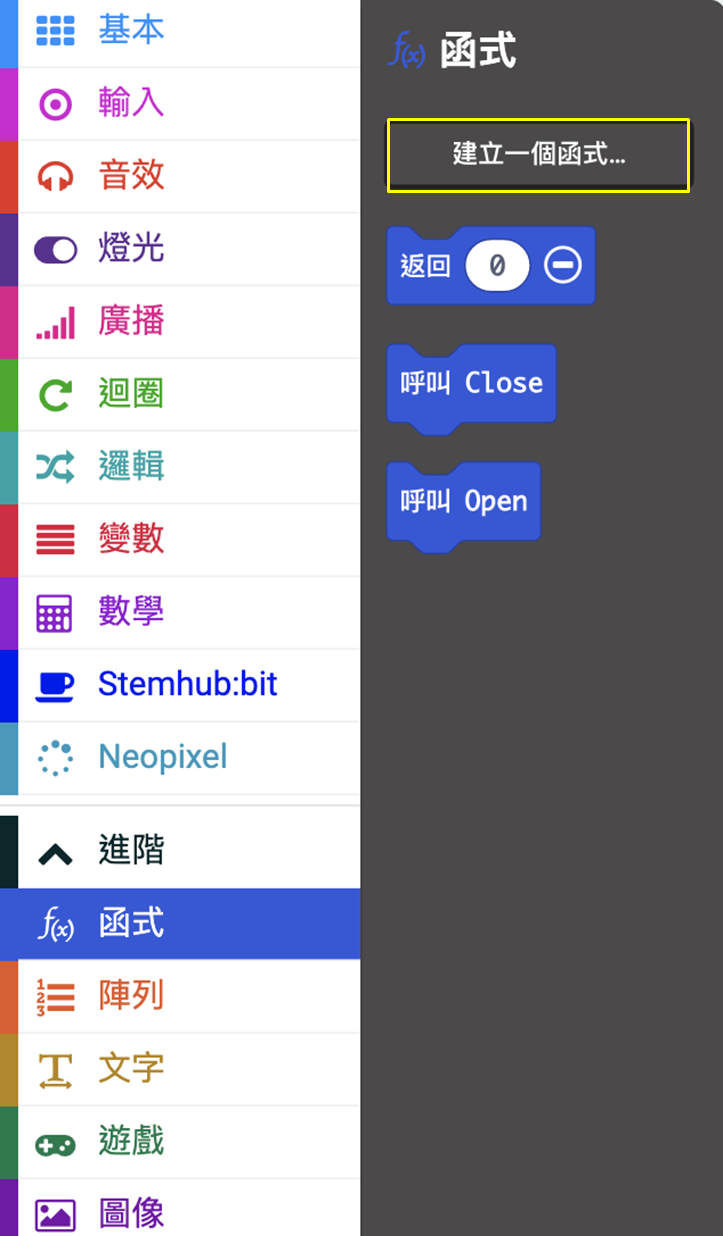 基本
輸入
音效
燈光
廣播
迴圈
邏輯
變數
數學
Stemhub:bit
Neopixel
進階
f(x) 函式
陣列
文字
遊戲
圖像
f(x) 函式
建立一個函式...
返回 0
呼叫 Close
呼叫 Open